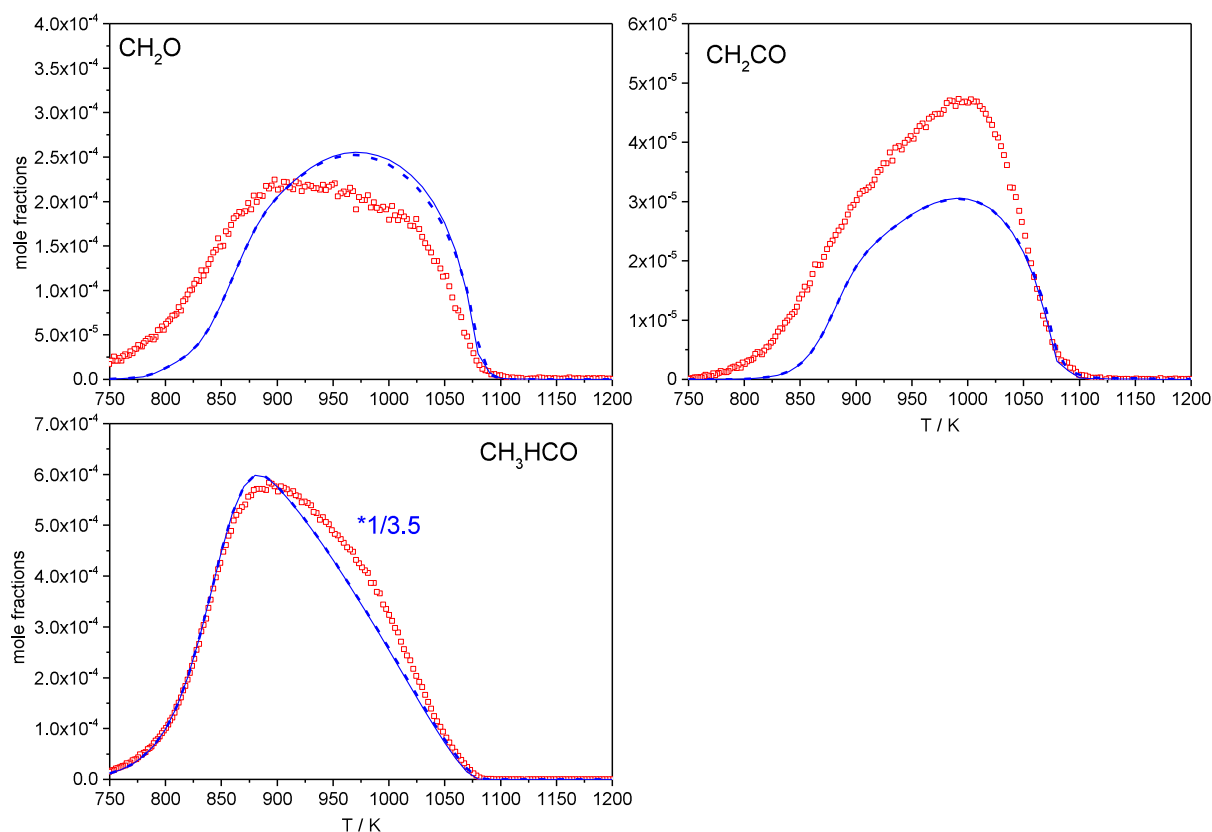 CH₂O
mole fractions
4.0x10⁻⁴
3.5x10⁻⁴
3.0x10⁻⁴
2.5x10⁻⁴
2.0x10⁻⁴
1.5x10⁻⁴
1.0x10⁻⁴
5.0x10⁻⁵
0.0
750 800 850 900 950 1000 1050 1100 1150 1200
CH₂CO
6x10⁻⁵
5x10⁻⁵
4x10⁻⁵
3x10⁻⁵
2x10⁻⁵
1x10⁻⁵
0
750 800 850 900 950 1000 1050 1100 1150 1200
T / K
CH₃HCO
*1/3.5
mole fractions
7.0x10⁻⁴
6.0x10⁻⁴
5.0x10⁻⁴
4.0x10⁻⁴
3.0x10⁻⁴
2.0x10⁻⁴
1.0x10⁻⁴
0.0
750 800 850 900 950 1000 1050 1100 1150 1200
T / K